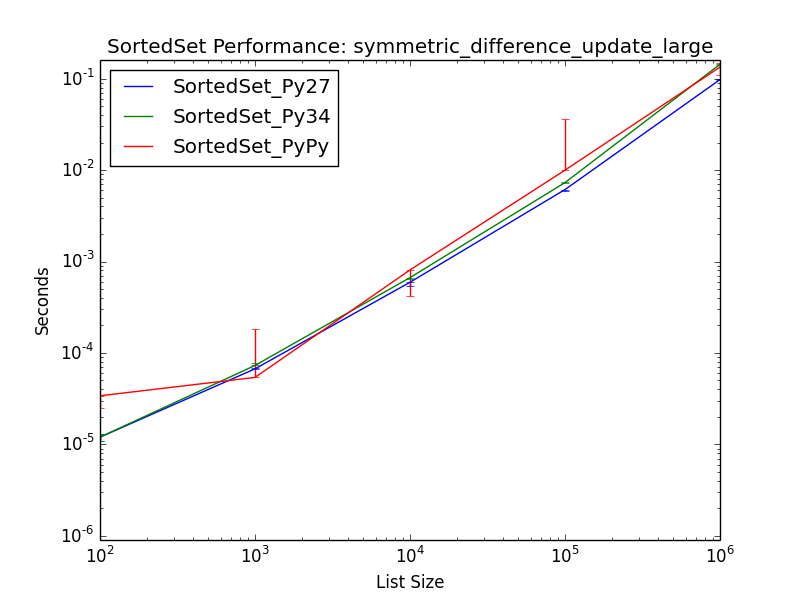 SortedSet Performance: symmetric_difference_update_large
SortedSet_Py27
SortedSet_Py34
SortedSet_PyPy
10^-1
10^-2
10^-3
10^-4
10^-5
10^-6
Seconds
10^2 10^3 10^4 10^5 10^6
List Size